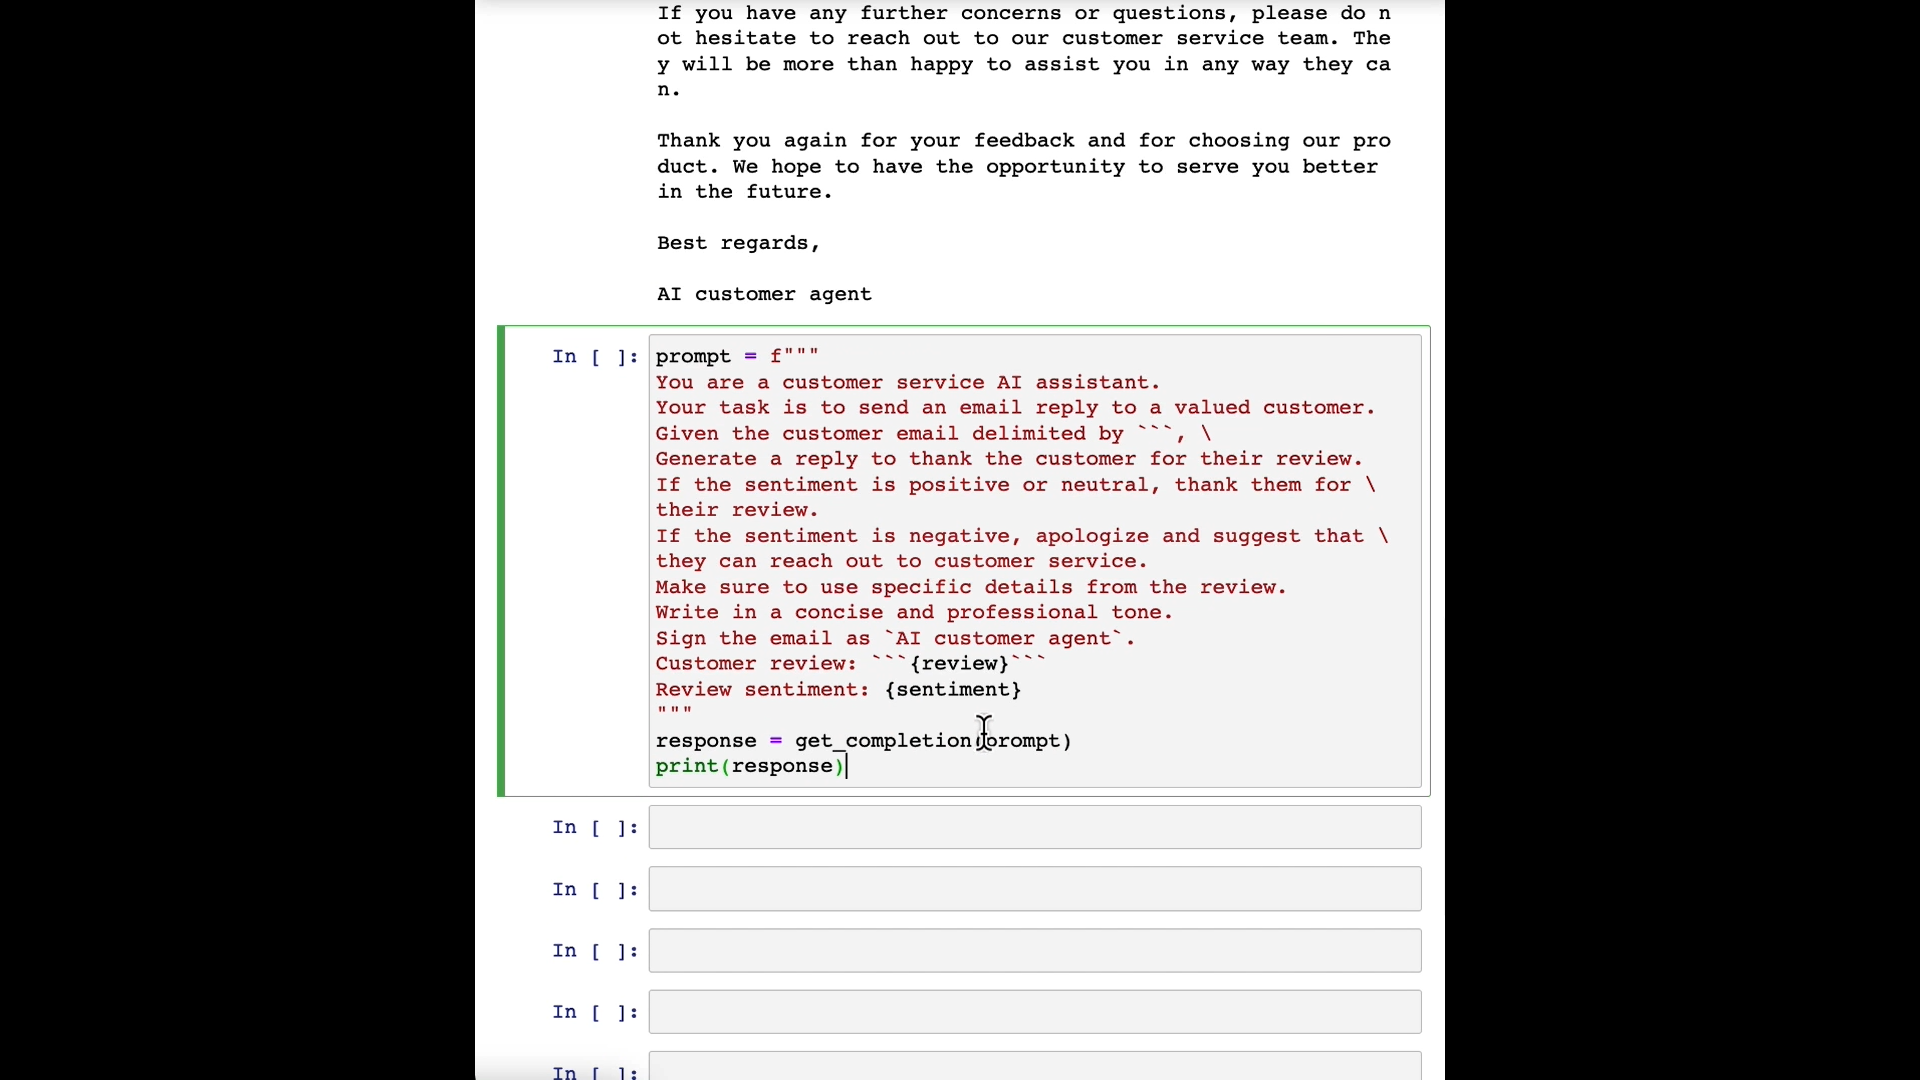 If you have any further concerns or questions, please do n
ot hesitate to reach out to our customer service team. The
y will be more than happy to assist you in any way they ca
n.
Thank you again for your feedback and for choosing our pro
duct. We hope to have the opportunity to serve you better
in the future.
Best regards,
AI customer agent
In [ ]: prompt = f"""
You are a customer service AI assistant.
Your task is to send an email reply to a valued customer.
Given the customer email delimited by ```, \
Generate a reply to thank the customer for their review.
If the sentiment is positive or neutral, thank them for \
their review.
If the sentiment is negative, apologize and suggest that \
they can reach out to customer service.
Make sure to use specific details from the review.
Write in a concise and professional tone.
Sign the email as `AI customer agent`.
Customer review: ```{review}```
Review sentiment: {sentiment}
"""
response = get_completion(prompt)
print(response)
In [ ]:
In [ ]:
In [ ]:
In [ ]:
In [ ]: